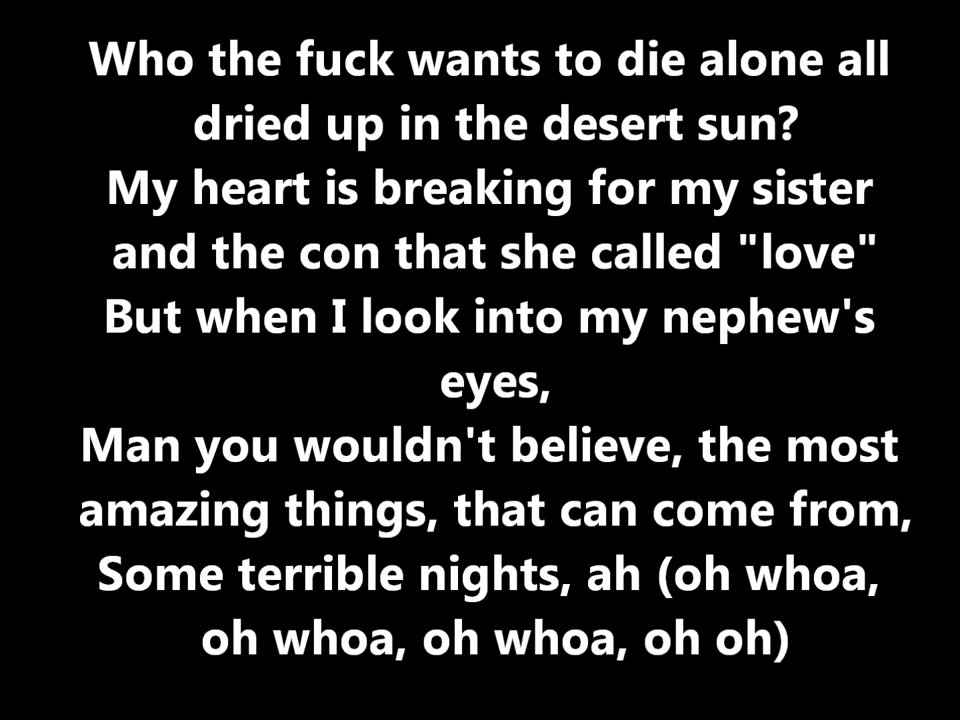 Who the fuck wants to die alone all
dried up in the desert sun?
My heart is breaking for my sister
and the con that she called "love"
But when I look into my nephew's
eyes,
Man you wouldn't believe, the most
amazing things, that can come from,
Some terrible nights, ah (oh whoa,
oh whoa, oh whoa, oh oh)